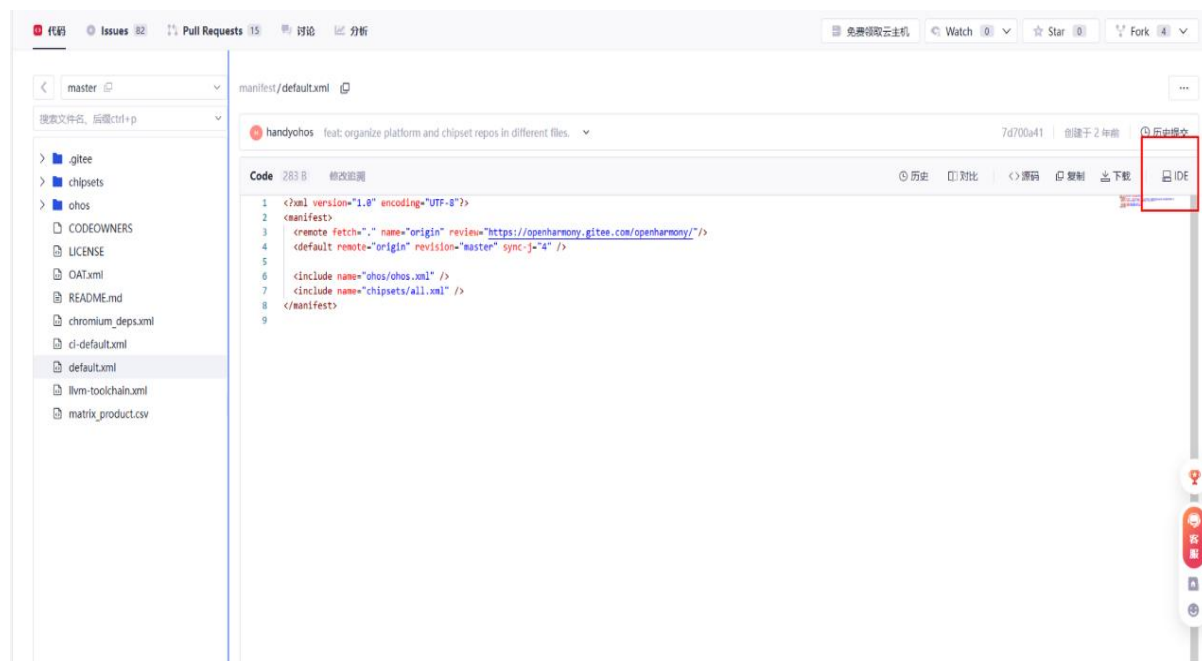 代码 Issues 82 Pull Requests 15 讨论 分析 免费领取云主机 Watch 0 Star 0 Fork 4
master
manifest/default.xml
搜索文件名，后缀ctrl+p
H handyohos feat: organize platform and chipset repos in different files. 7d700a41 创建于 2 年前 历史提交
.gitee
chipsets
ohos
CODEOWNERS
LICENSE
OAT.xml
README.md
chromium_deps.xml
ci-default.xml
default.xml
llvm-toolchain.xml
matrix_product.csv
Code 283 B 修改追溯 历史 对比 源码 复制 下载 IDE
1 <?xml version="1.0" encoding="UTF-8"?>
2 <manifest>
3 <remote fetch="." name="origin" review="https://openharmony.gitee.com/openharmony/"/>
4 <default remote="origin" revision="master" sync-j="4" />
5
6 <include name="ohos/ohos.xml" />
7 <include name="chipsets/all.xml" />
8 </manifest>
9
客服